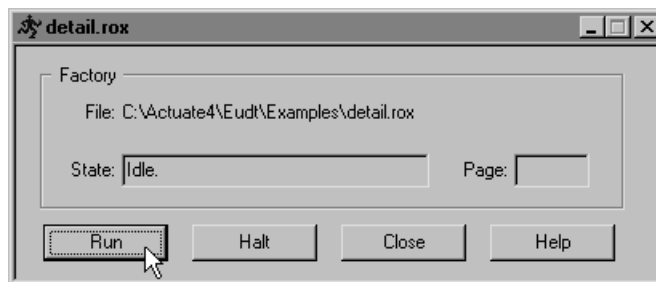 detail.rox
Factory
File: C:\Actuate4\Eudt\Examples\detail.rox
State: Idle. Page:
Run Halt Close Help